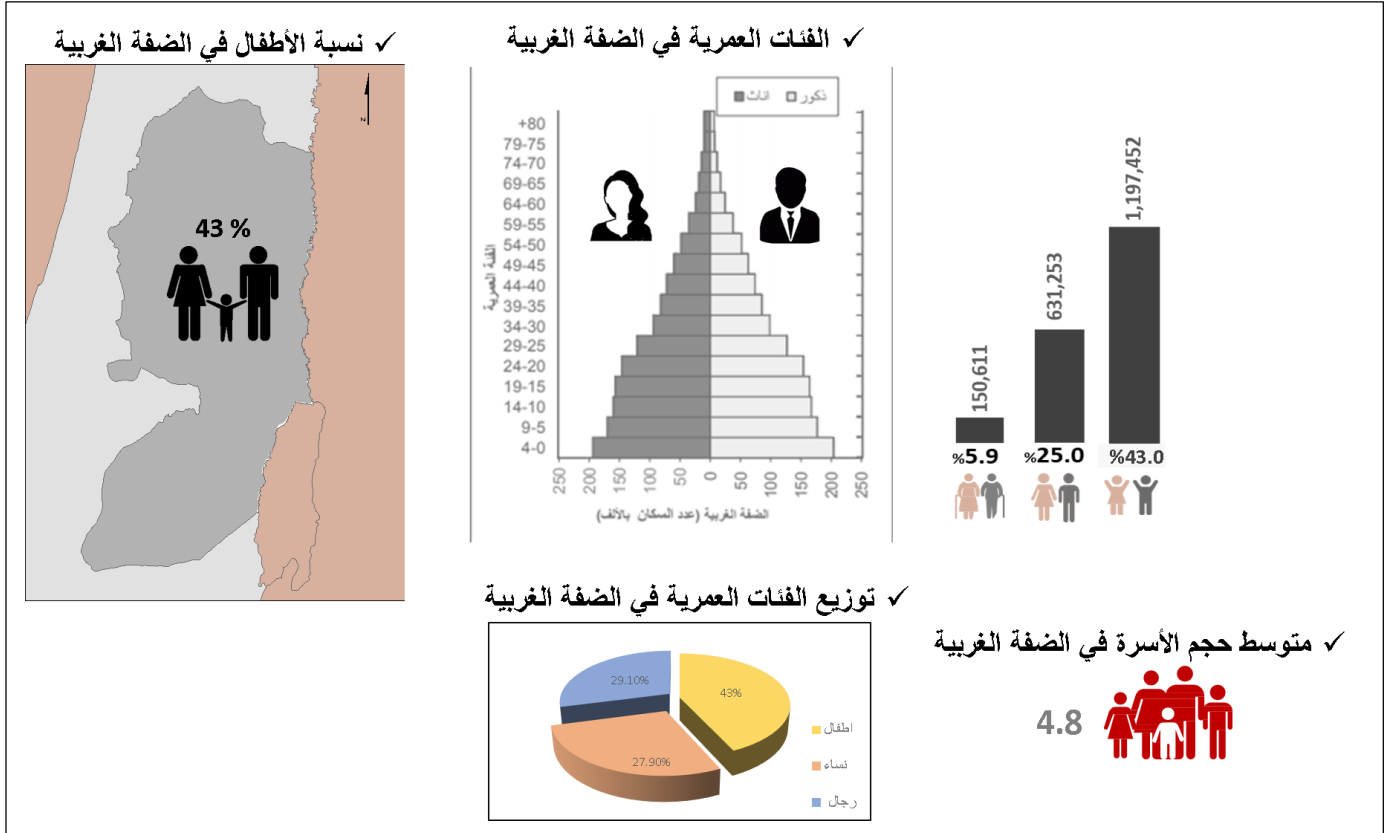 ✓ نسبة الأطفال في الضفة الغربية
N
43 %
✓ الفئات العمرية في الضفة الغربية
ذكور
اناث
الفئة العمرية
+80
79-75
74-70
69-65
64-60
59-55
54-50
49-45
44-40
39-35
34-30
29-25
24-20
19-15
14-10
9-5
4-0
250 200 150 100 50 0 50 100 150 200 250
الضفة الغربية (عدد السكان بالألف)
150,611
631,253
1,197,452
%5.9
%25.0
%43.0
✓ توزيع الفئات العمرية في الضفة الغربية
29.10%
43%
27.90%
اطفال
نساء
رجال
✓ متوسط حجم الأسرة في الضفة الغربية
4.8